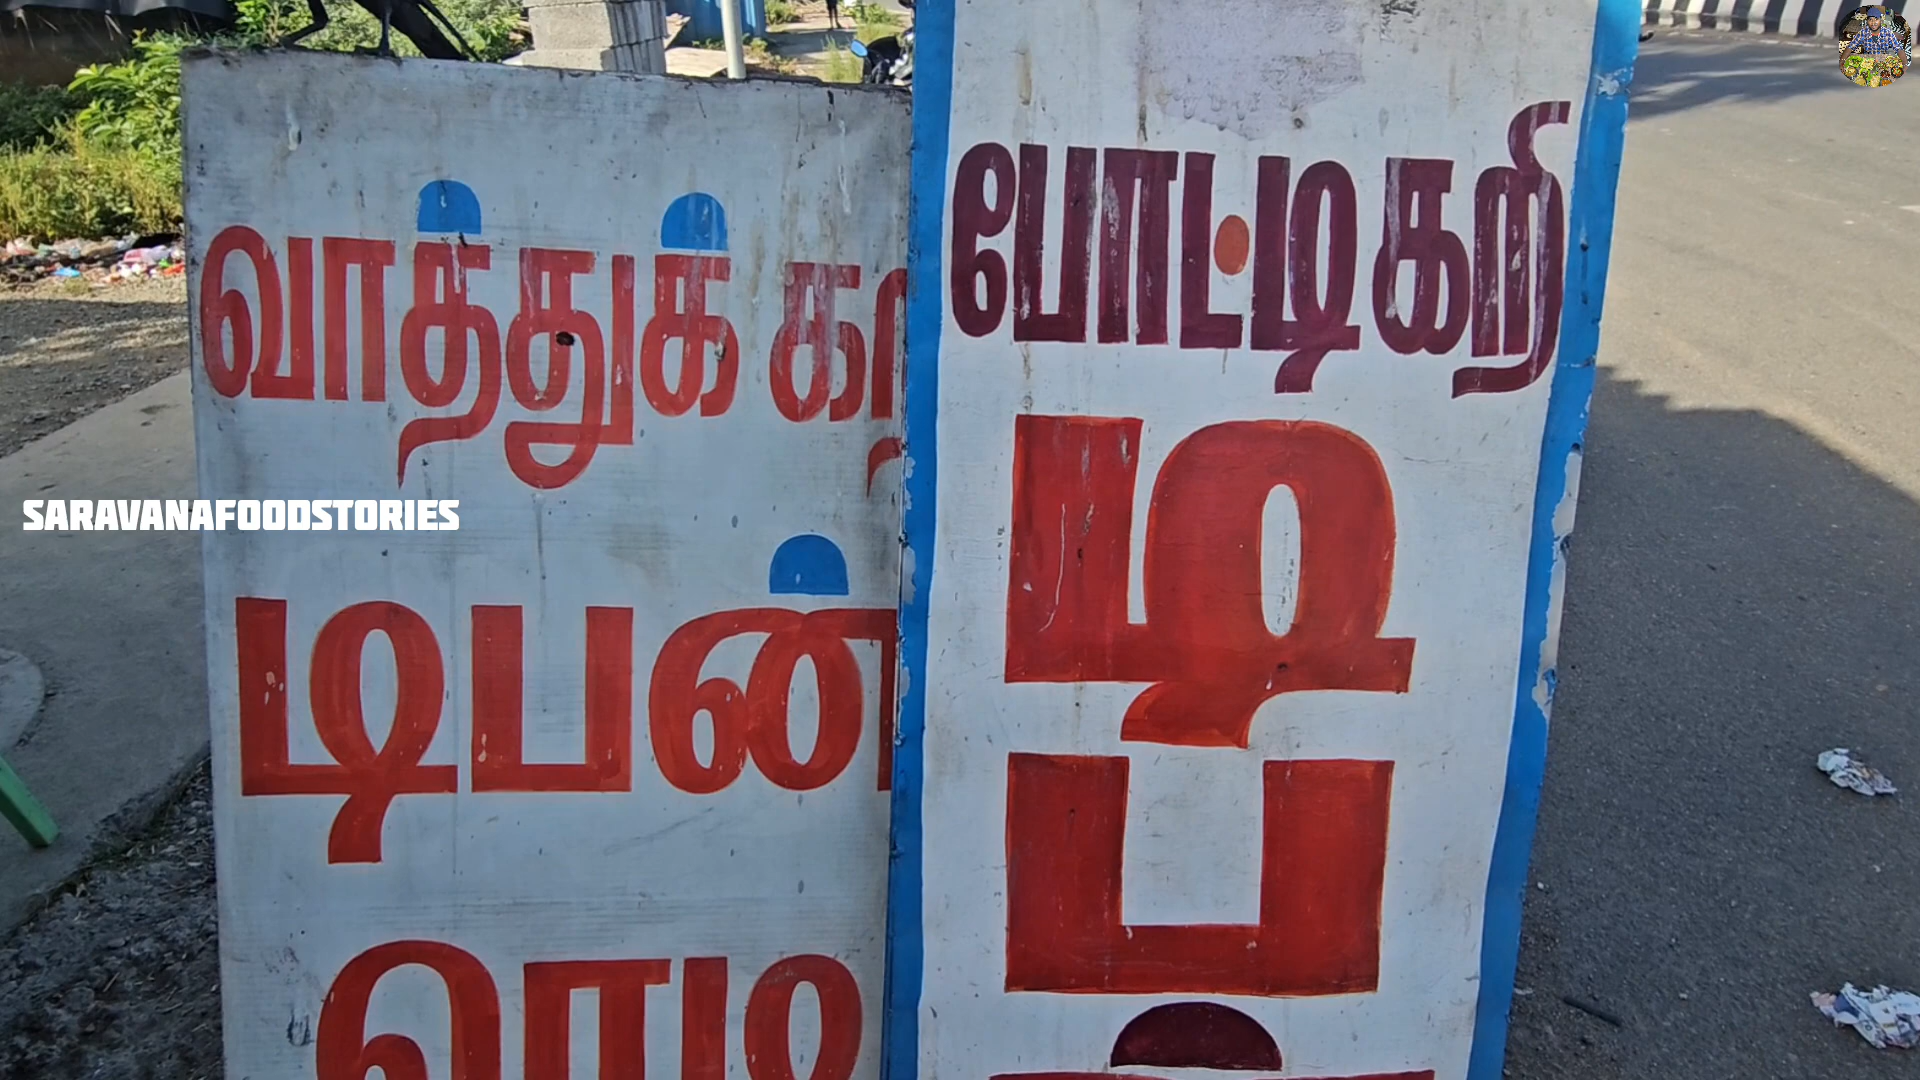 வாத்துக்
டிபன்
போட்டிகறி
டி
ப
SARAVANAFOODSTORIES